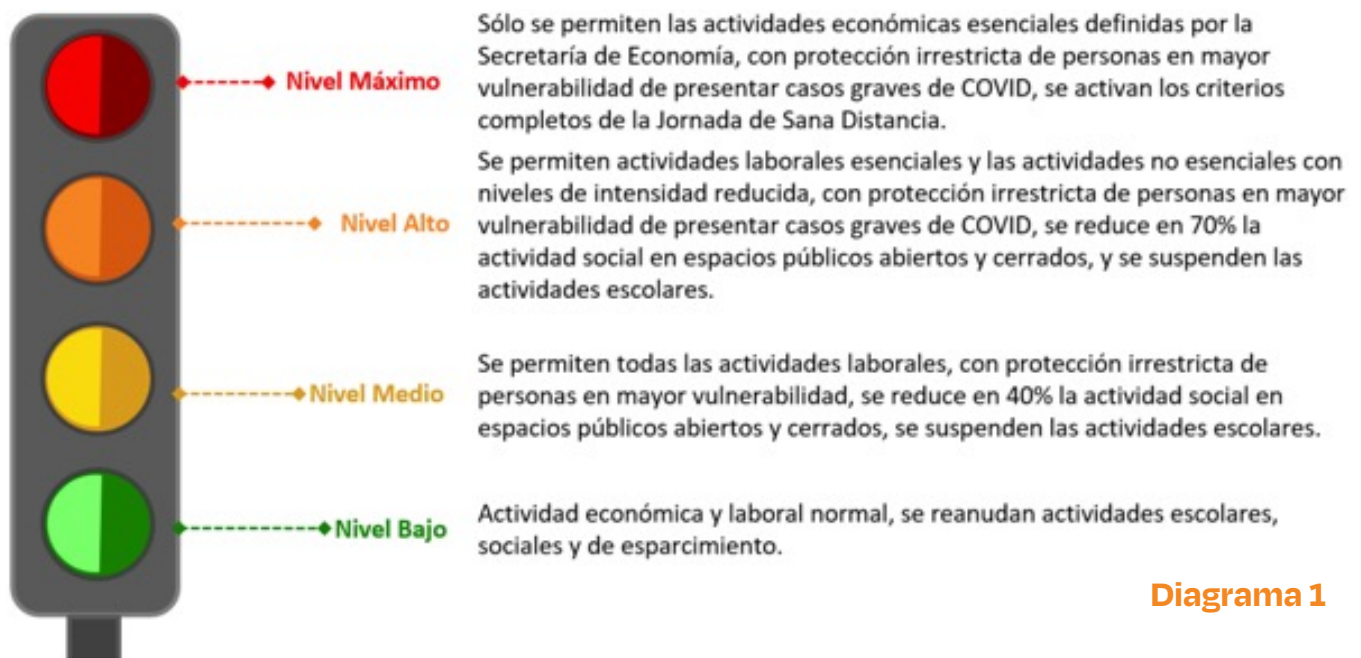 Sólo se permiten las actividades económicas esenciales definidas por la
Secretaría de Economía, con protección irrestricta de personas en mayor
Nivel Máximo
vulnerabilidad de presentar casos graves de COVID, se activan los criterios
completos de la Jornada de Sana Distancia.
Se permiten actividades laborales esenciales y las actividades no esenciales con
niveles de intensidad reducida, con protección irrestricta de personas en mayor
Nivel Alto
vulnerabilidad de presentar casos graves de COVID, se reduce en 70% la
actividad social en espacios públicos abiertos y cerrados, y se suspenden las
actividades escolares.
Se permiten todas las actividades laborales, con protección irrestricta de
Nivel Medio
personas en mayor vulnerabilidad, se reduce en 40% la actividad social en
espacios públicos abiertos y cerrados, se suspenden las actividades escolares.
Nivel Bajo
Actividad económica y laboral normal, se reanudan actividades escolares,
sociales y de esparcimiento.
Diagrama 1